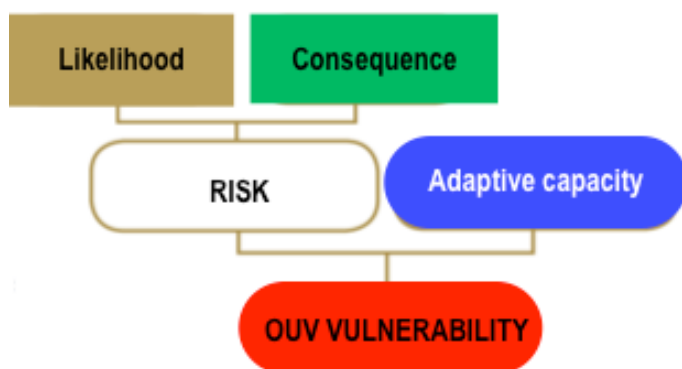 Likelihood
Consequence
RISK
Adaptive capacity
OUV VULNERABILITY